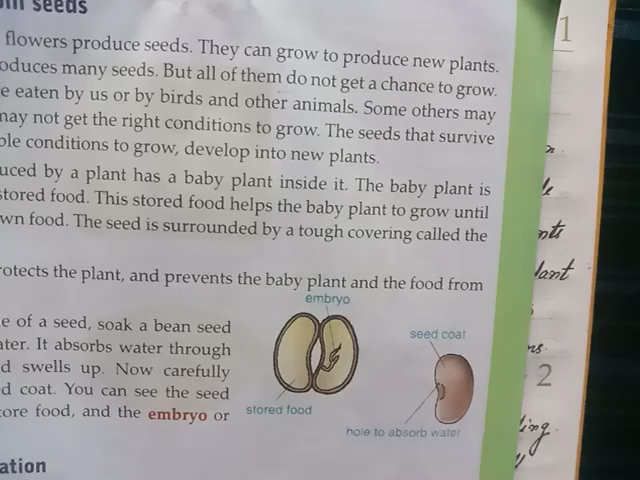 seeds
flowers produce seeds. They can grow to produce new plants.
oduces many seeds. But all of them do not get a chance to grow.
e eaten by us or by birds and other animals. Some others may
may not get the right conditions to grow. The seeds that survive
ble conditions to grow, develop into new plants.
uced by a plant has a baby plant inside it. The baby plant is
stored food. This stored food helps the baby plant to grow until
wn food. The seed is surrounded by a tough covering called the
rotects the plant, and prevents the baby plant and the food from
e of a seed, soak a bean seed
ater. It absorbs water through
d swells up. Now carefully
d coat. You can see the seed
tore food, and the embryo or
embryo
stored food
seed coat
hole to absorb water
ation
1
nts
lant
ns.
2
ing.